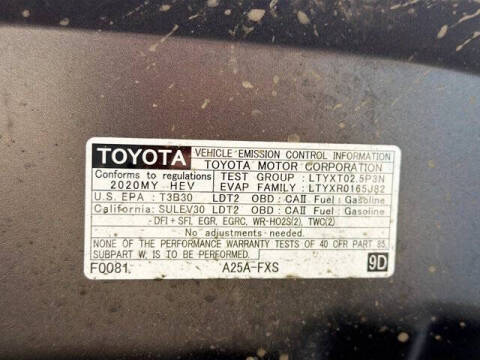 TOYOTA VEHICLE EMISSION CONTROL INFORMATION
TOYOTA MOTOR CORPORATION
Conforms to regulations TEST GROUP : LTYXT02.5P3N
2020MY HEV EVAP FAMILY : LTYXR0165J82
U.S. EPA : T3B30 LDT2 OBD : CAII Fuel : Gasoline
California: SULEV30 LDT2 OBD : CAII Fuel : Gasoline
DFI + SFI, EGR, EGRC, WR-HO2S(2), TWC(2)
No adjustments needed.
NONE OF THE PERFORMANCE WARRANTY TESTS OF 40 CFR PART 85,
SUBPART W, IS TO BE INVALIDATED.
F0081 A25A-FXS 9D